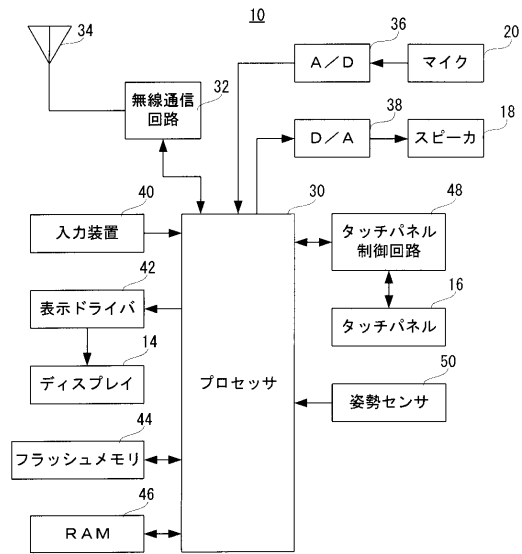 10
34
36
20
A/D
マイク
32
無線通信
回路
38
18
D/A
スピーカ
40
30
48
入力装置
タッチパネル
制御回路
42
表示ドライバ
16
タッチパネル
14
ディスプレイ
プロセッサ
50
姿勢センサ
44
フラッシュメモリ
46
RAM